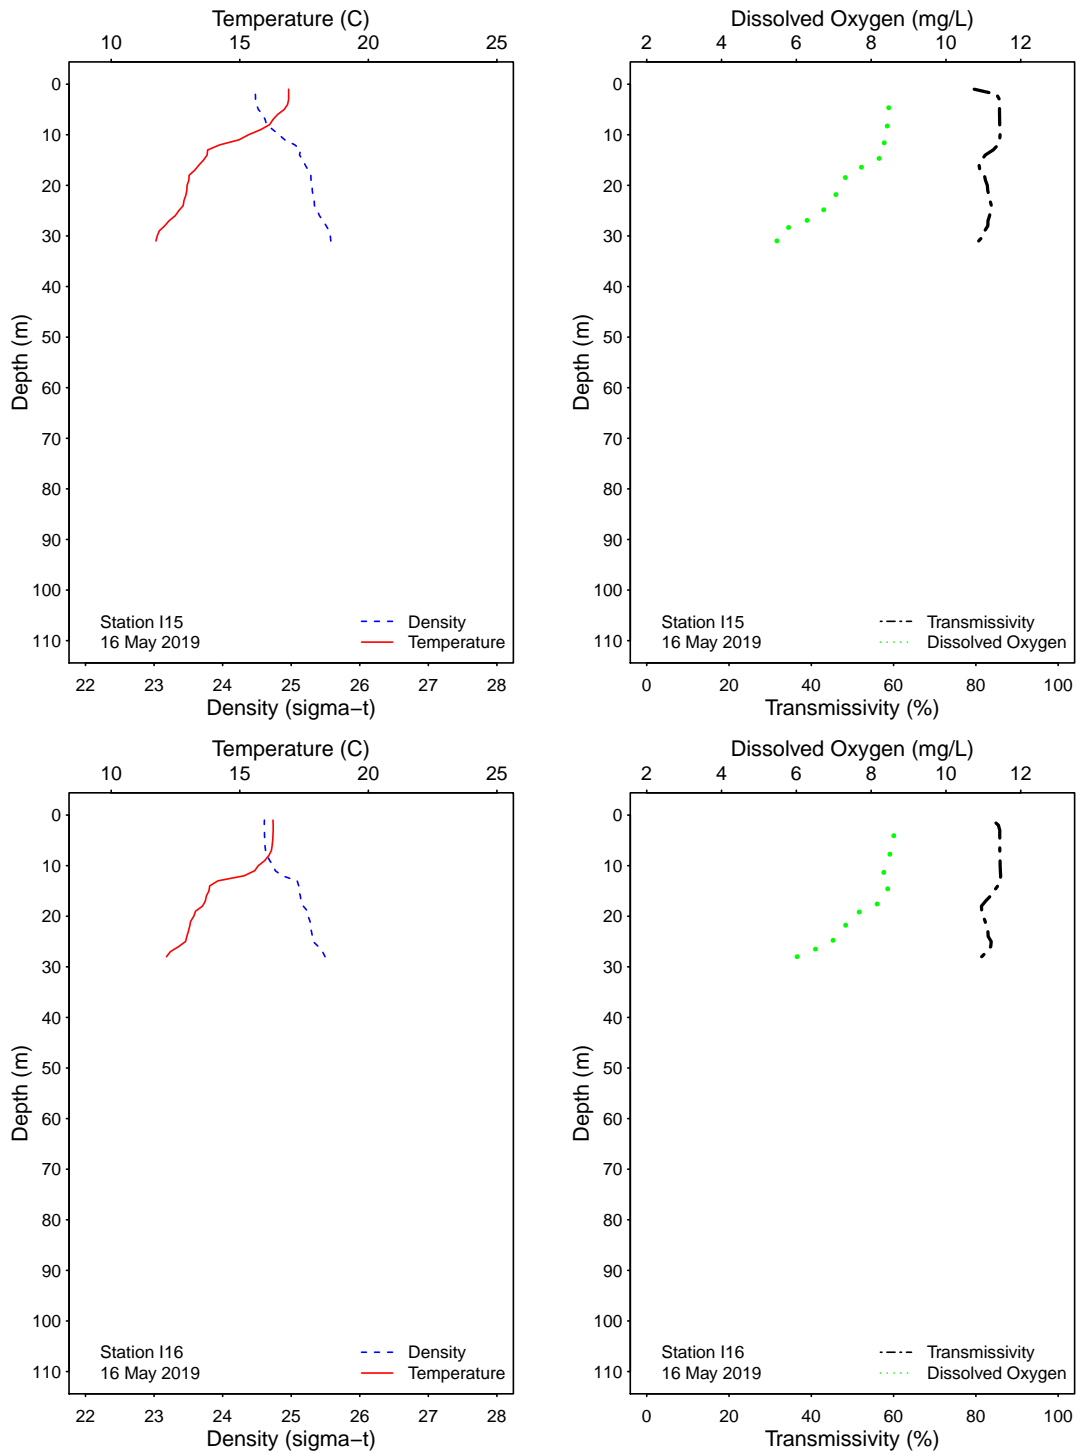 Temperature (C)
10 15 20 25
0
10
20
30
40
50
60
70
80
90
100
110
Depth (m)
Station I15
16 May 2019
Density
Temperature
22 23 24 25 26 27 28
Density (sigma−t)
Dissolved Oxygen (mg/L)
2 4 6 8 10 12
0
10
20
30
40
50
60
70
80
90
100
110
Depth (m)
Station I15
16 May 2019
Transmissivity
Dissolved Oxygen
0 20 40 60 80 100
Transmissivity (%)
Temperature (C)
10 15 20 25
0
10
20
30
40
50
60
70
80
90
100
110
Depth (m)
Station I16
16 May 2019
Density
Temperature
22 23 24 25 26 27 28
Density (sigma−t)
Dissolved Oxygen (mg/L)
2 4 6 8 10 12
0
10
20
30
40
50
60
70
80
90
100
110
Depth (m)
Station I16
16 May 2019
Transmissivity
Dissolved Oxygen
0 20 40 60 80 100
Transmissivity (%)